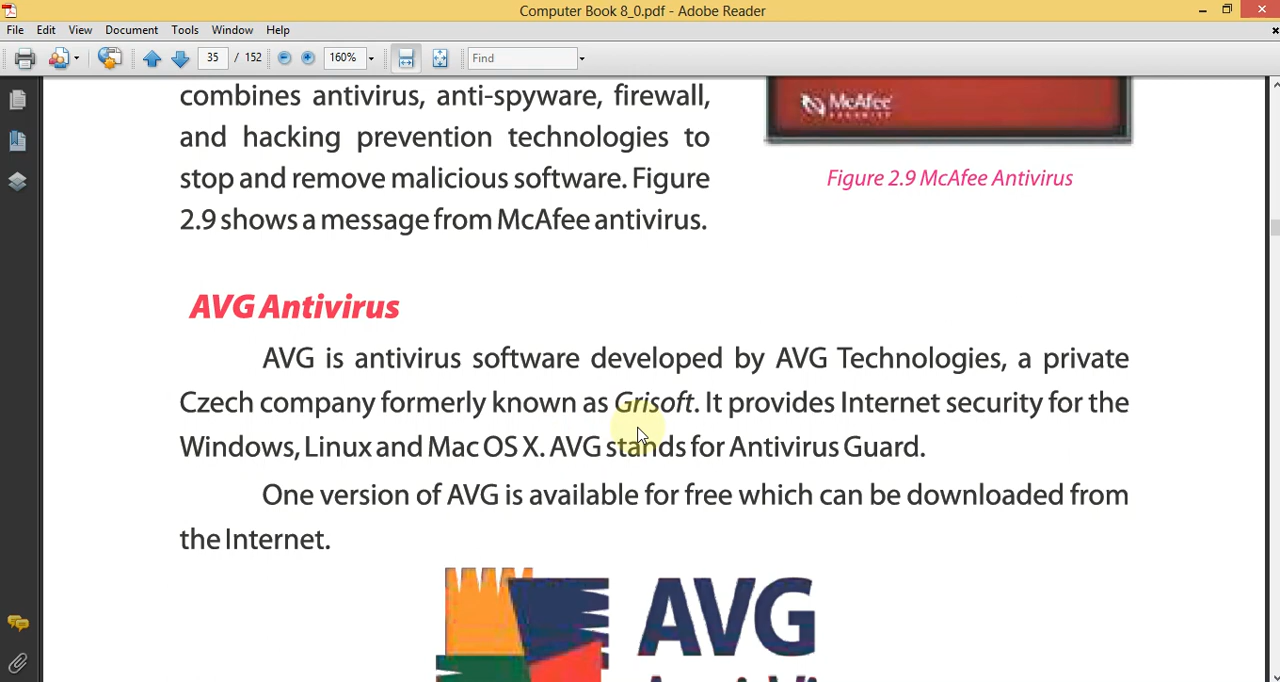 Computer Book 8_0.pdf - Adobe Reader
File Edit View Document Tools Window Help
35 / 152 160% Find
combines antivirus, anti-spyware, firewall,
and hacking prevention technologies to
stop and remove malicious software. Figure
2.9 shows a message from McAfee antivirus.
McAfee
Figure 2.9 McAfee Antivirus
AVG Antivirus
AVG is antivirus software developed by AVG Technologies, a private
Czech company formerly known as Grisoft. It provides Internet security for the
Windows, Linux and Mac OS X. AVG stands for Antivirus Guard.
One version of AVG is available for free which can be downloaded from
the Internet.
AVG